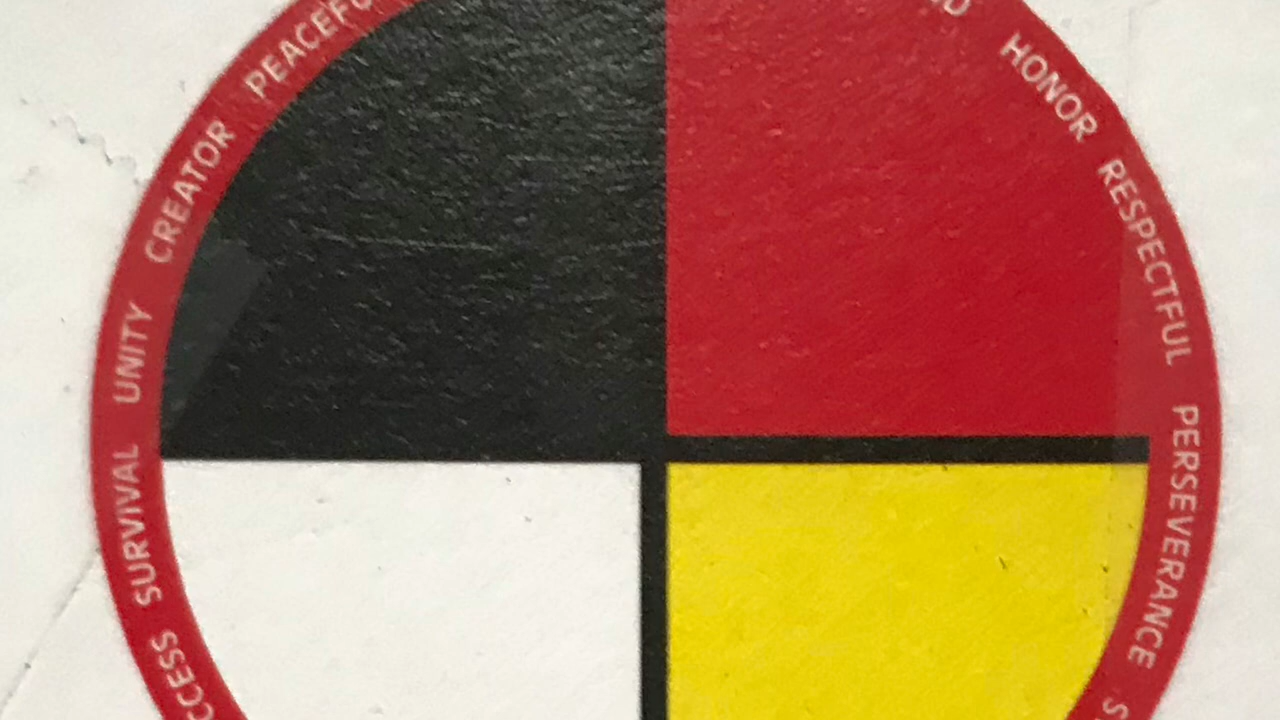 CREATOR
UNITY
SURVIVAL
HONOR
RESPECTFUL
PERSEVERANCE